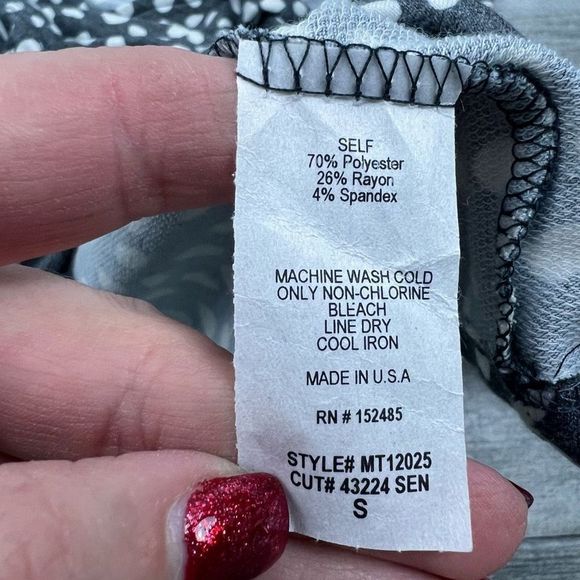 SELF
70% Polyester
26% Rayon
4% Spandex
MACHINE WASH COLD
ONLY NON-CHLORINE
BLEACH
LINE DRY
COOL IRON
MADE IN U.S.A
RN # 152485
STYLE# MT12025
CUT# 43224 SEN
S